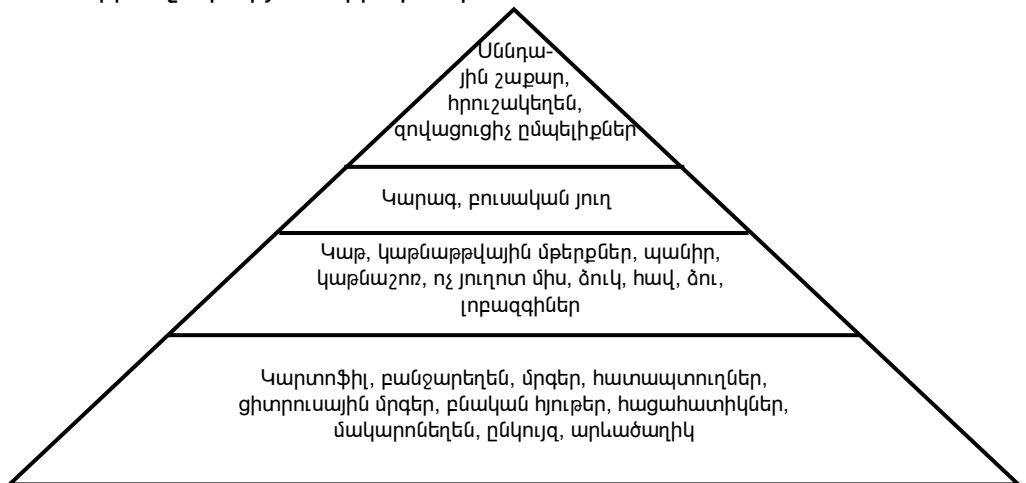 Սննդա-
յին շաքար,
հրուշակեղեն,
զովացուցիչ ըմպելիքներ
Կարագ, բուսական յուղ
Կաթ, կաթնաթթվային մթերքներ, պանիր,
կաթնաշոռ, ոչ յուղոտ միս, ձուկ, հավ, ձու,
լոբազգիներ
Կարտոֆիլ, բանջարեղեն, մրգեր, հատապտուղներ,
ցիտրուսային մրգեր, բնական հյութեր, հացահատիկներ,
մակարոնեղեն, ընկույզ, արևածաղիկ